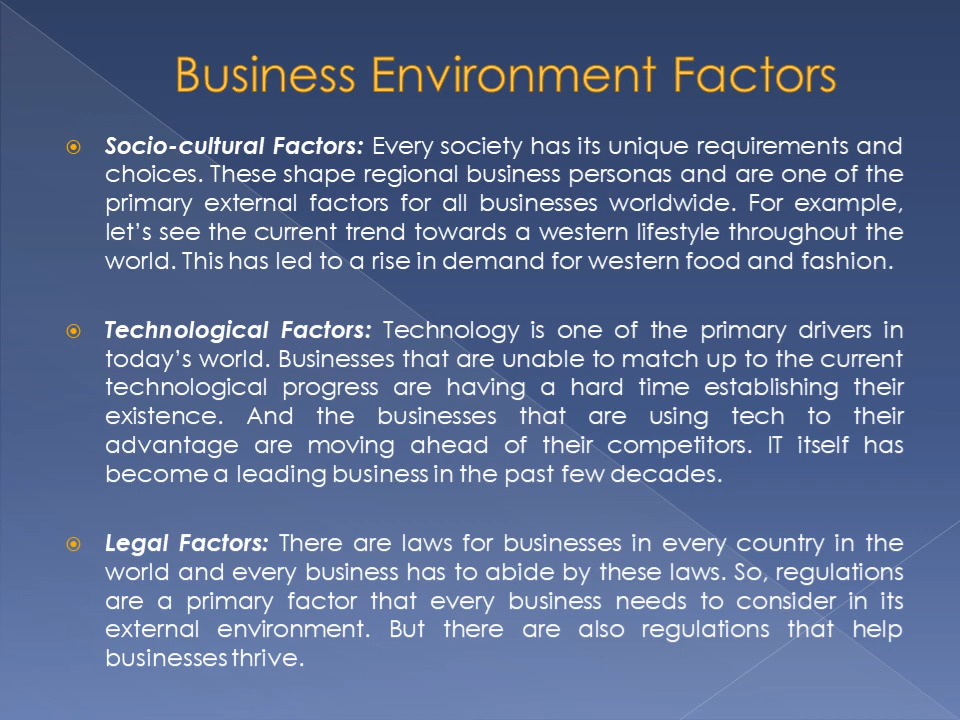 Business Environment Factors
Socio-cultural Factors: Every society has its unique requirements and
choices. These shape regional business personas and are one of the
primary external factors for all businesses worldwide. For example,
let's see the current trend towards a western lifestyle throughout the
world. This has led to a rise in demand for western food and fashion.
Technological Factors: Technology is one of the primary drivers in
today's world. Businesses that are unable to match up to the current
technological progress are having a hard time establishing their
existence. And the businesses that are using tech to their
advantage are moving ahead of their competitors. IT itself has
become a leading business in the past few decades.
Legal Factors: There are laws for businesses in every country in the
world and every business has to abide by these laws. So, regulations
are a primary factor that every business needs to consider in its
external environment. But there are also regulations that help
businesses thrive.